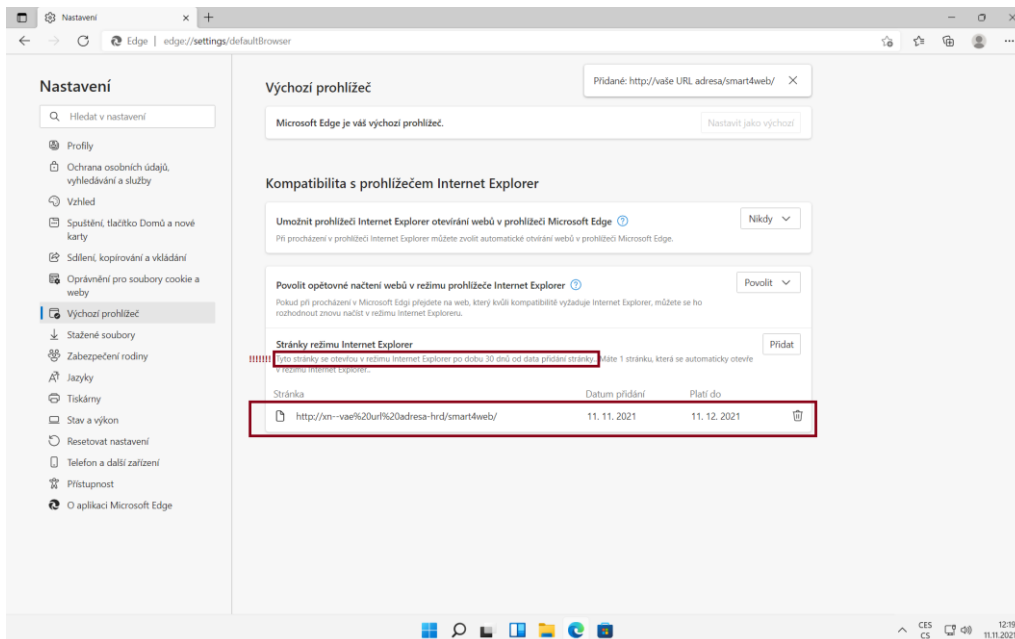 Nastavení
Edge | edge://settings/defaultBrowser
Nastavení
Hledat v nastavení
Profily
Ochrana osobních údajů,
vyhledávání a služby
Vzhled
Spuštění, tlačítko Domů a nové
karty
Sdílení, kopírování a vkládání
Oprávnění pro soubory cookie a
weby
Výchozí prohlížeč
Stažené soubory
Zabezpečení rodiny
Jazyky
Tiskárny
Stav a výkon
Resetovat nastavení
Telefon a další zařízení
Přístupnost
O aplikaci Microsoft Edge
Výchozí prohlížeč
Přidané: http://vaše URL adresa/smart4web/
Microsoft Edge je váš výchozí prohlížeč.
Nastavit jako výchozí
Kompatibilita s prohlížečem Internet Explorer
Umožnit prohlížeči Internet Explorer otevírání webů v prohlížeči Microsoft Edge
Nikdy
Při procházení v prohlížeči Internet Explorer můžete zvolit automatické otvírání webů v prohlížeči Microsoft Edge.
Povolit opětovné načtení webů v režimu prohlížeče Internet Explorer
Povolit
Pokud při procházení v Microsoft Edgi přejdete na web, který kvůli kompatibilitě vyžaduje Internet Explorer, můžete se ho
rozhodnout znovu načíst v režimu Internet Exploreru.
Stránky režimu Internet Explorer
Přidat
!!!!!!! Tyto stránky se otevřou v režimu Internet Explorer po dobu 30 dnů od data přidání stránky. Máte 1 stránku, která se automaticky otevře
v režimu Internet Explorer..
Stránka Datum přidání Platí do
http://xn--vae%20url%20adresa-hrd/smart4web/ 11. 11. 2021 11. 12. 2021
CES
CS
12:19
11.11.2021